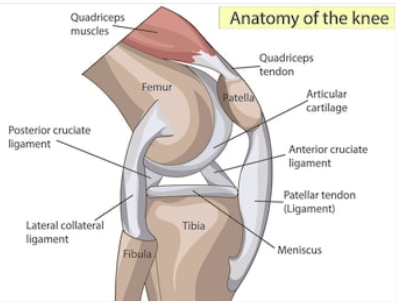 Anatomy of the knee
Quadriceps
muscles
Quadriceps
tendon
Femur
Patella
Articular
cartilage
Posterior cruciate
ligament
Anterior cruciate
ligament
Patellar tendon
(Ligament)
Lateral collateral
ligament
Tibia
Meniscus
Fibula